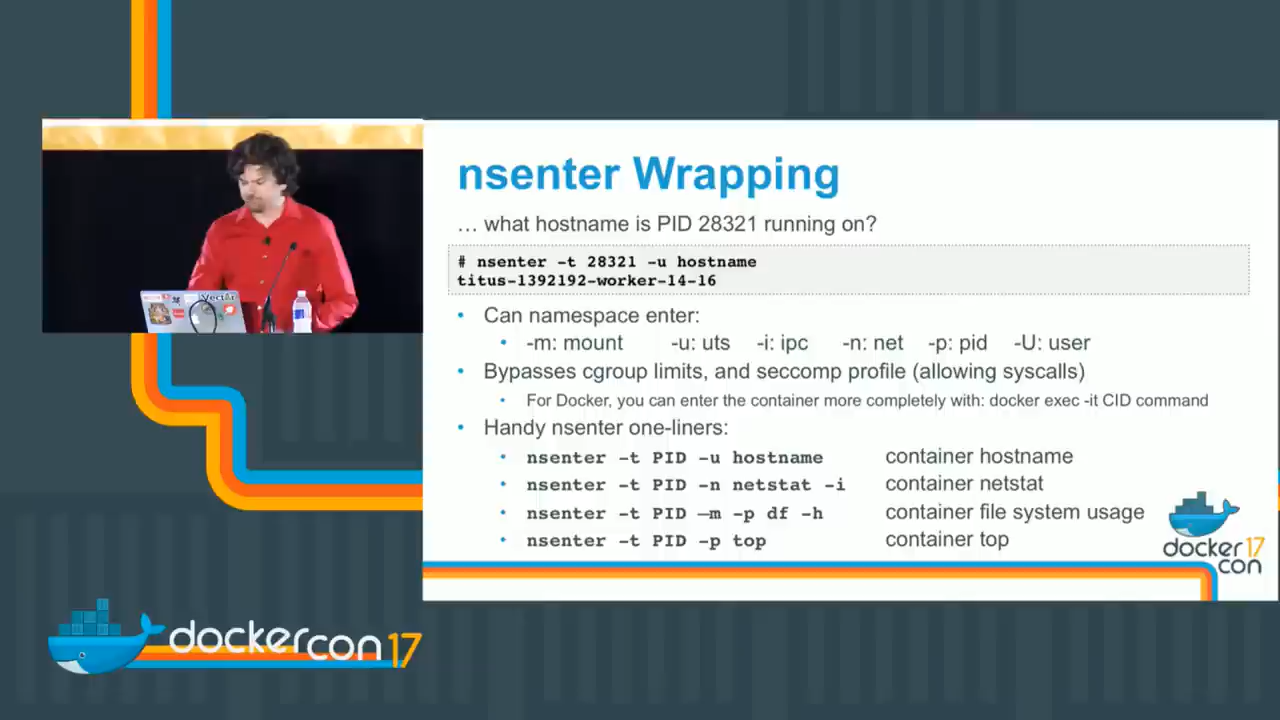 nsenter Wrapping
… what hostname is PID 28321 running on?
# nsenter -t 28321 -u hostname
titus-1392192-worker-14-16
• Can namespace enter:
• -m: mount -u: uts -i: ipc -n: net -p: pid -U: user
• Bypasses cgroup limits, and seccomp profile (allowing syscalls)
• For Docker, you can enter the container more completely with: docker exec -it CID command
• Handy nsenter one-liners:
• nsenter -t PID -u hostname container hostname
• nsenter -t PID -n netstat -i container netstat
• nsenter -t PID –m -p df -h container file system usage
• nsenter -t PID -p top container top
docker 17
con
Vector
dockercon 17